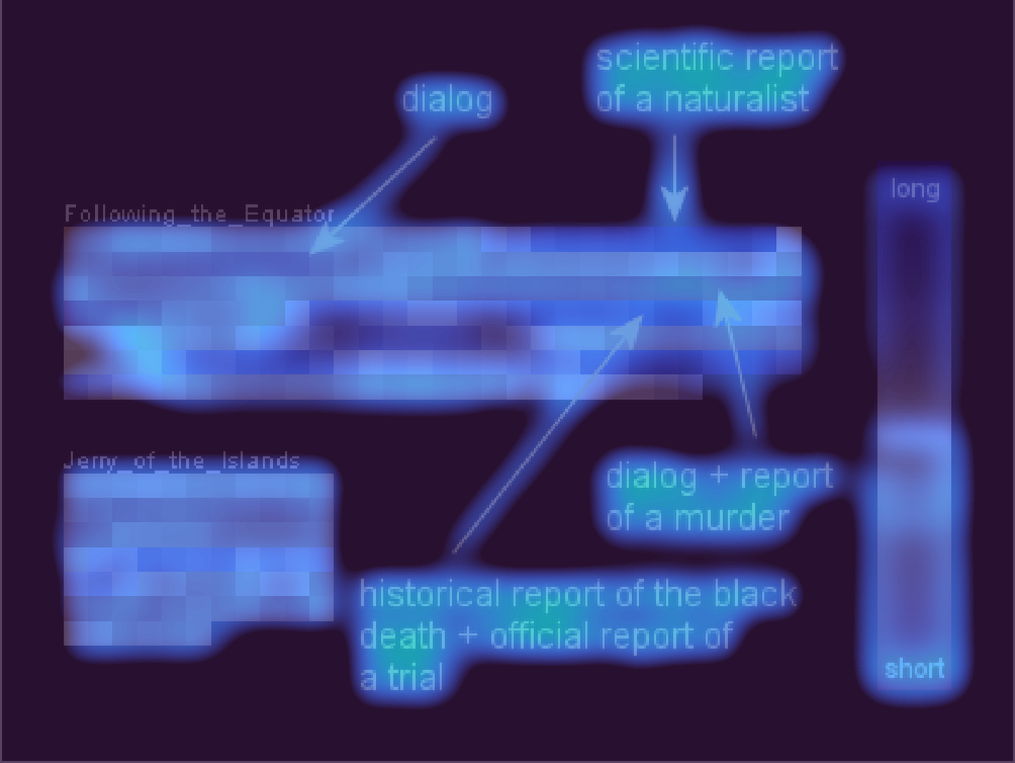 scientific report
of a naturalist
dialog
long
Following_the_Equator
Jerry_of_the_Islands
dialog + report
of a murder
historical report of the black
death + official report of
a trial
short